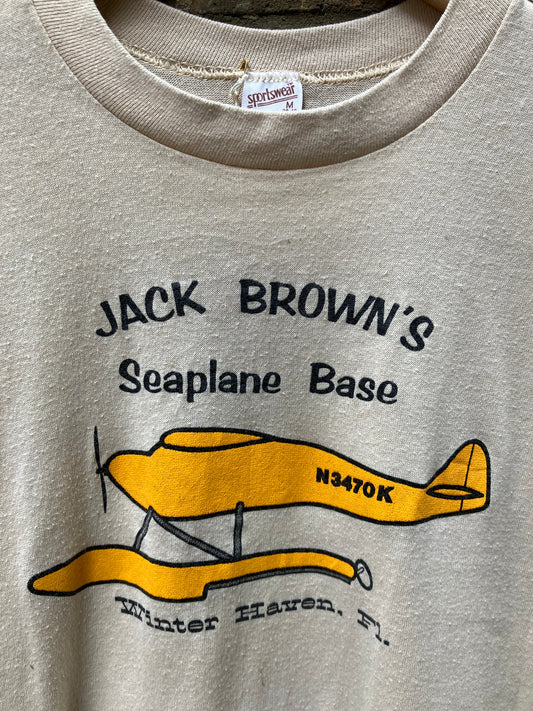 sportswear
M
JACK BROWN'S
Seaplane Base
N3470K
Winter Haven, Fl.